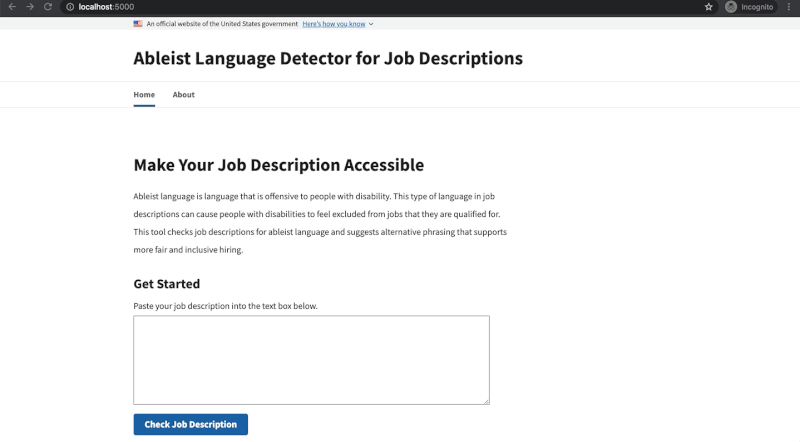 localhost:5000
Incognito
An official website of the United States government Here's how you know
Ableist Language Detector for Job Descriptions
Home About
Make Your Job Description Accessible
Ableist language is language that is offensive to people with disability. This type of language in job
descriptions can cause people with disabilities to feel excluded from jobs that they are qualified for.
This tool checks job descriptions for ableist language and suggests alternative phrasing that supports
more fair and inclusive hiring.
Get Started
Paste your job description into the text box below.
Check Job Description